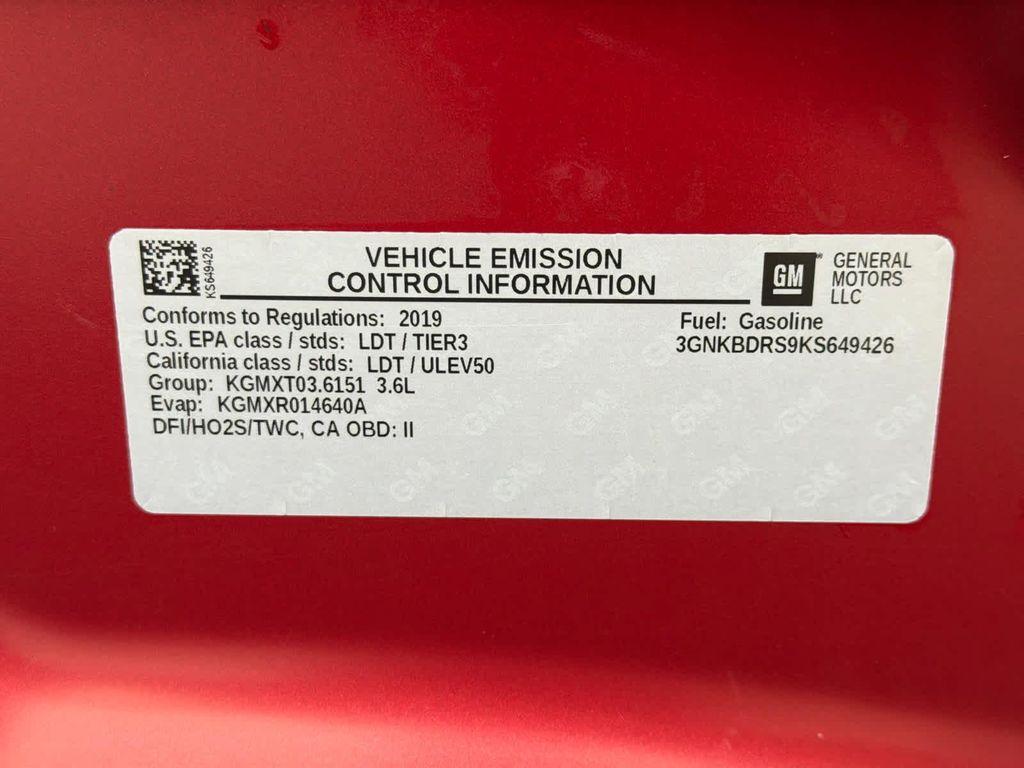 KS649426
VEHICLE EMISSION
CONTROL INFORMATION
GM
GENERAL
MOTORS
LLC
Conforms to Regulations: 2019
U.S. EPA class / stds: LDT / TIER3
California class / stds: LDT / ULEV50
Group: KGMXT03.6151 3.6L
Evap: KGMXR014640A
DFI/HO2S/TWC, CA OBD: II
Fuel: Gasoline
3GNKBDRS9KS649426